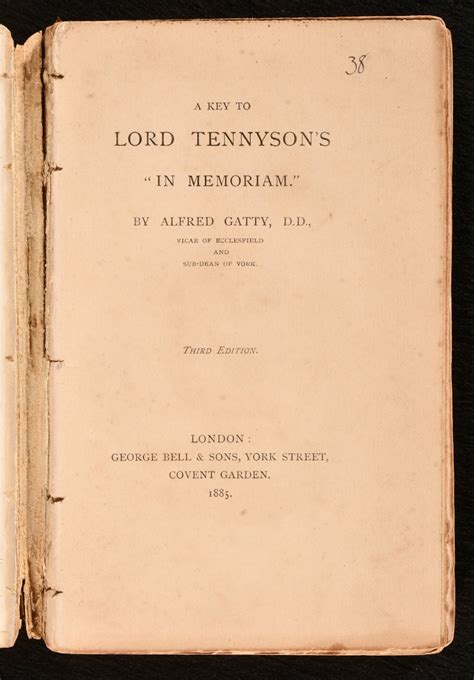 38
A KEY TO
LORD TENNYSON'S
"IN MEMORIAM."
BY ALFRED GATTY, D.D.,
VICAR OF ECCLESFIELD
AND
SUB-DEAN OF YORK.
THIRD EDITION.
LONDON:
GEORGE BELL & SONS, YORK STREET,
COVENT GARDEN.
1885.